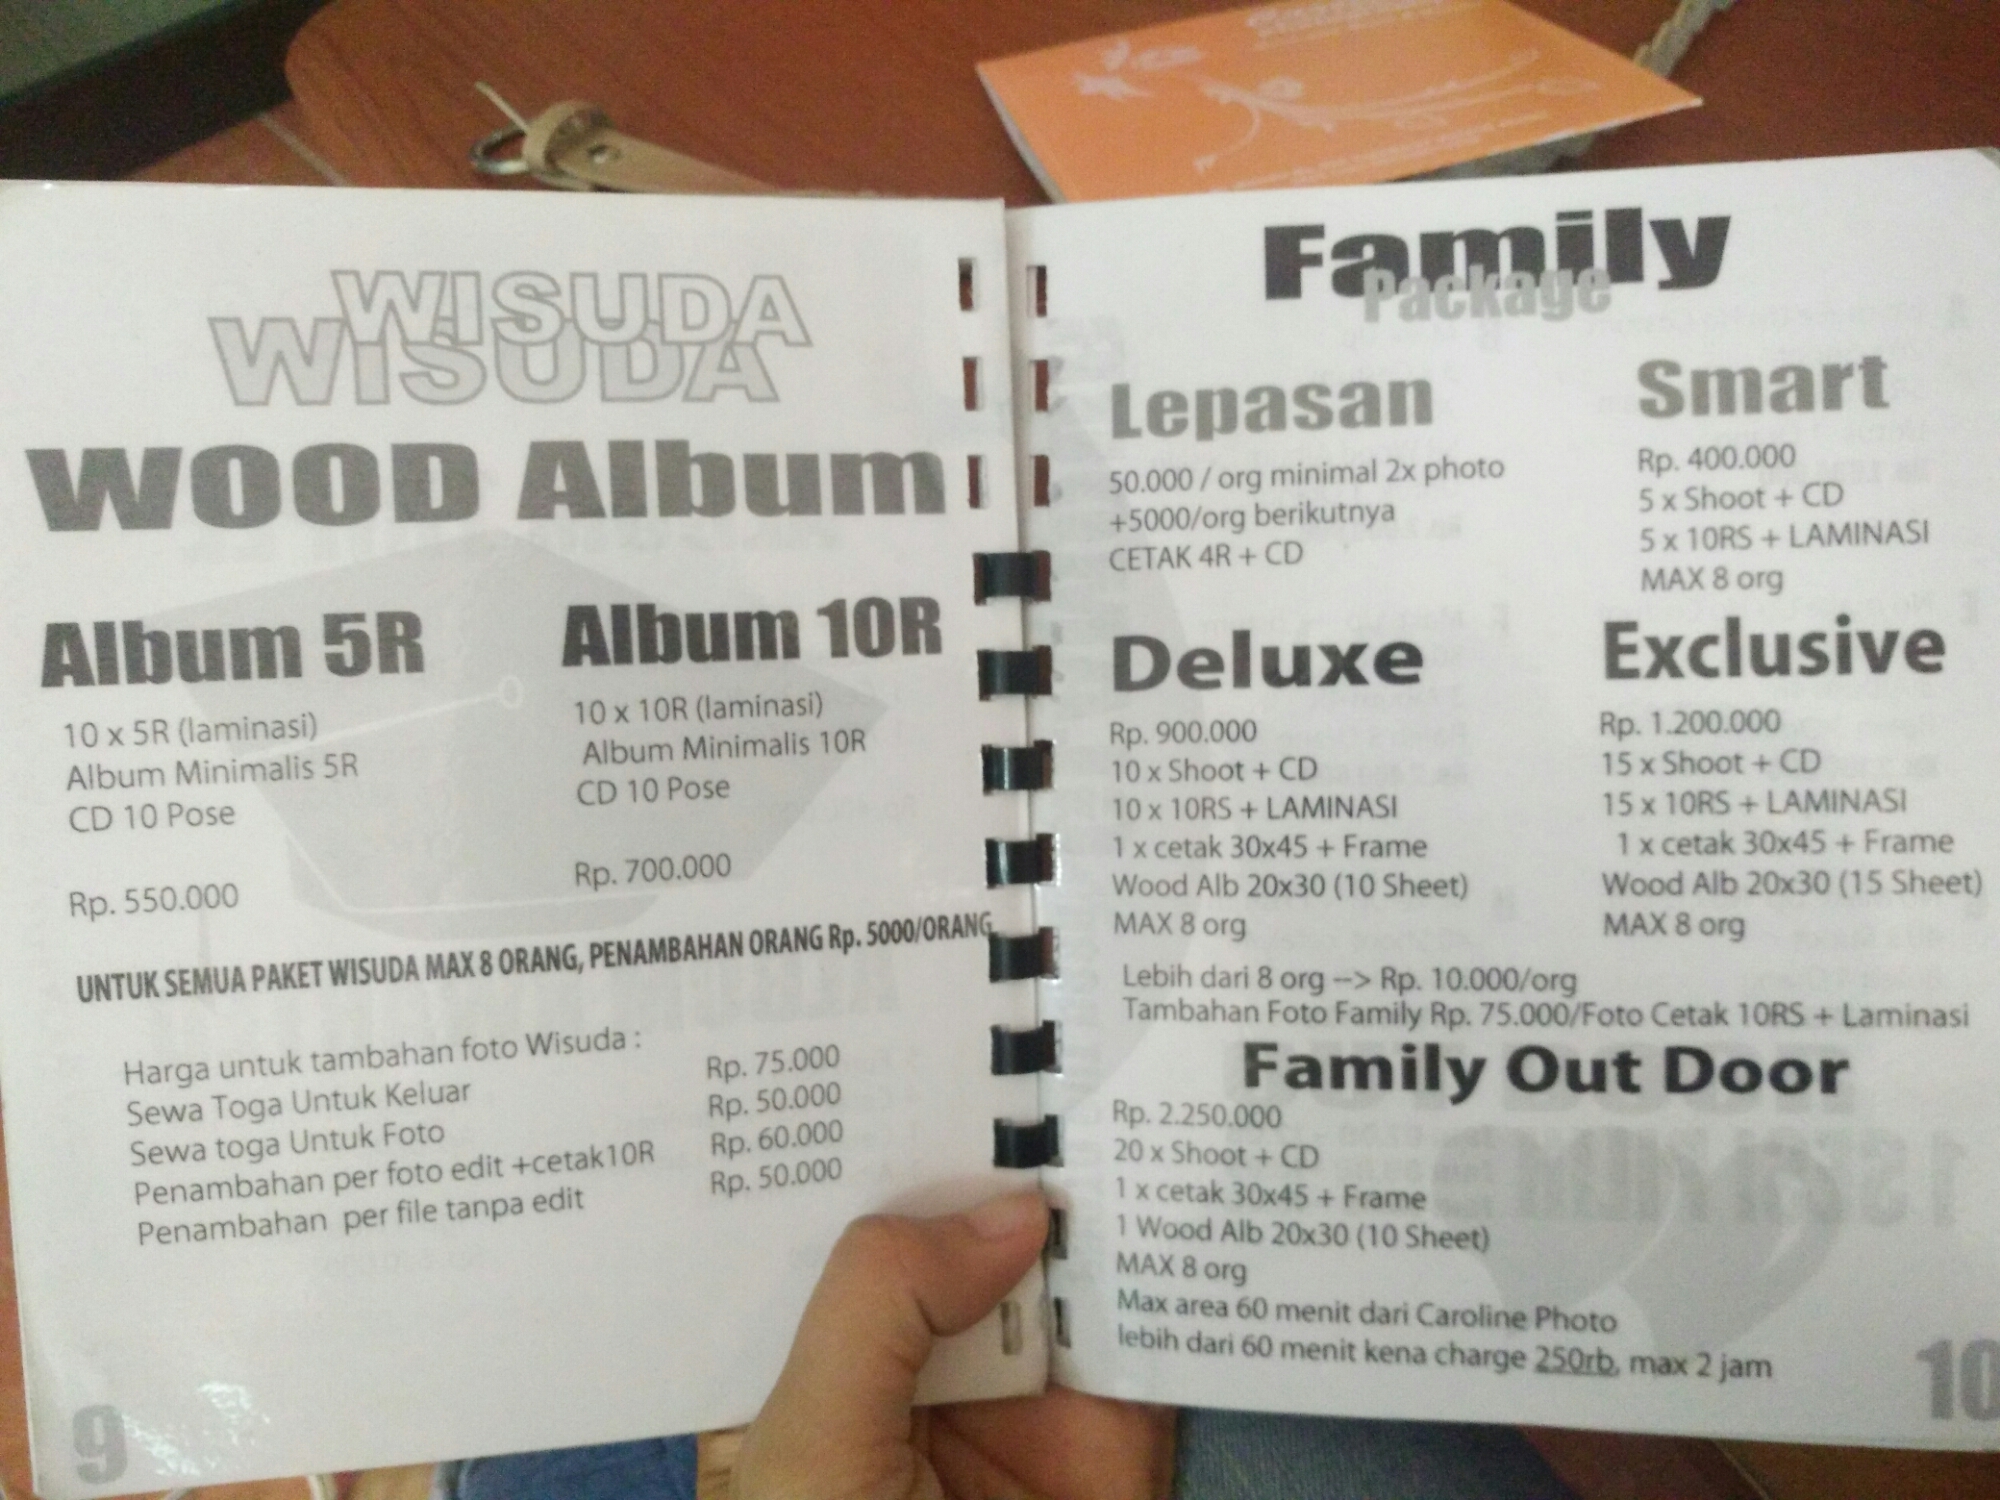 WISUDA
WISUDA
WOOD Album
Album 5R
10 x 5R (laminasi)
Album Minimalis 5R
CD 10 Pose
Rp. 550.000
Album 10R
10 x 10R (laminasi)
Album Minimalis 10R
CD 10 Pose
Rp. 700.000
UNTUK SEMUA PAKET WISUDA MAX 8 ORANG, PENAMBAHAN ORANG Rp. 5000/ORANG
Harga untuk tambahan foto Wisuda :
Sewa Toga Untuk Keluar Rp. 75.000
Sewa toga Untuk Foto Rp. 50.000
Penambahan per foto edit +cetak10R Rp. 60.000
Penambahan per file tanpa edit Rp. 50.000
9
Family
Package
Lepasan
50.000 / org minimal 2x photo
+5000/org berikutnya
CETAK 4R + CD
Smart
Rp. 400.000
5 x Shoot + CD
5 x 10RS + LAMINASI
MAX 8 org
Deluxe
Rp. 900.000
10 x Shoot + CD
10 x 10RS + LAMINASI
1 x cetak 30x45 + Frame
Wood Alb 20x30 (10 Sheet)
MAX 8 org
Exclusive
Rp. 1.200.000
15 x Shoot + CD
15 x 10RS + LAMINASI
1 x cetak 30x45 + Frame
Wood Alb 20x30 (15 Sheet)
MAX 8 org
Lebih dari 8 org --> Rp. 10.000/org
Tambahan Foto Family Rp. 75.000/Foto Cetak 10RS + Laminasi
Family Out Door
Rp. 2.250.000
20 x Shoot + CD
1 x cetak 30x45 + Frame
1 Wood Alb 20x30 (10 Sheet)
MAX 8 org
Max area 60 menit dari Caroline Photo
lebih dari 60 menit kena charge 250rb, max 2 jam
10